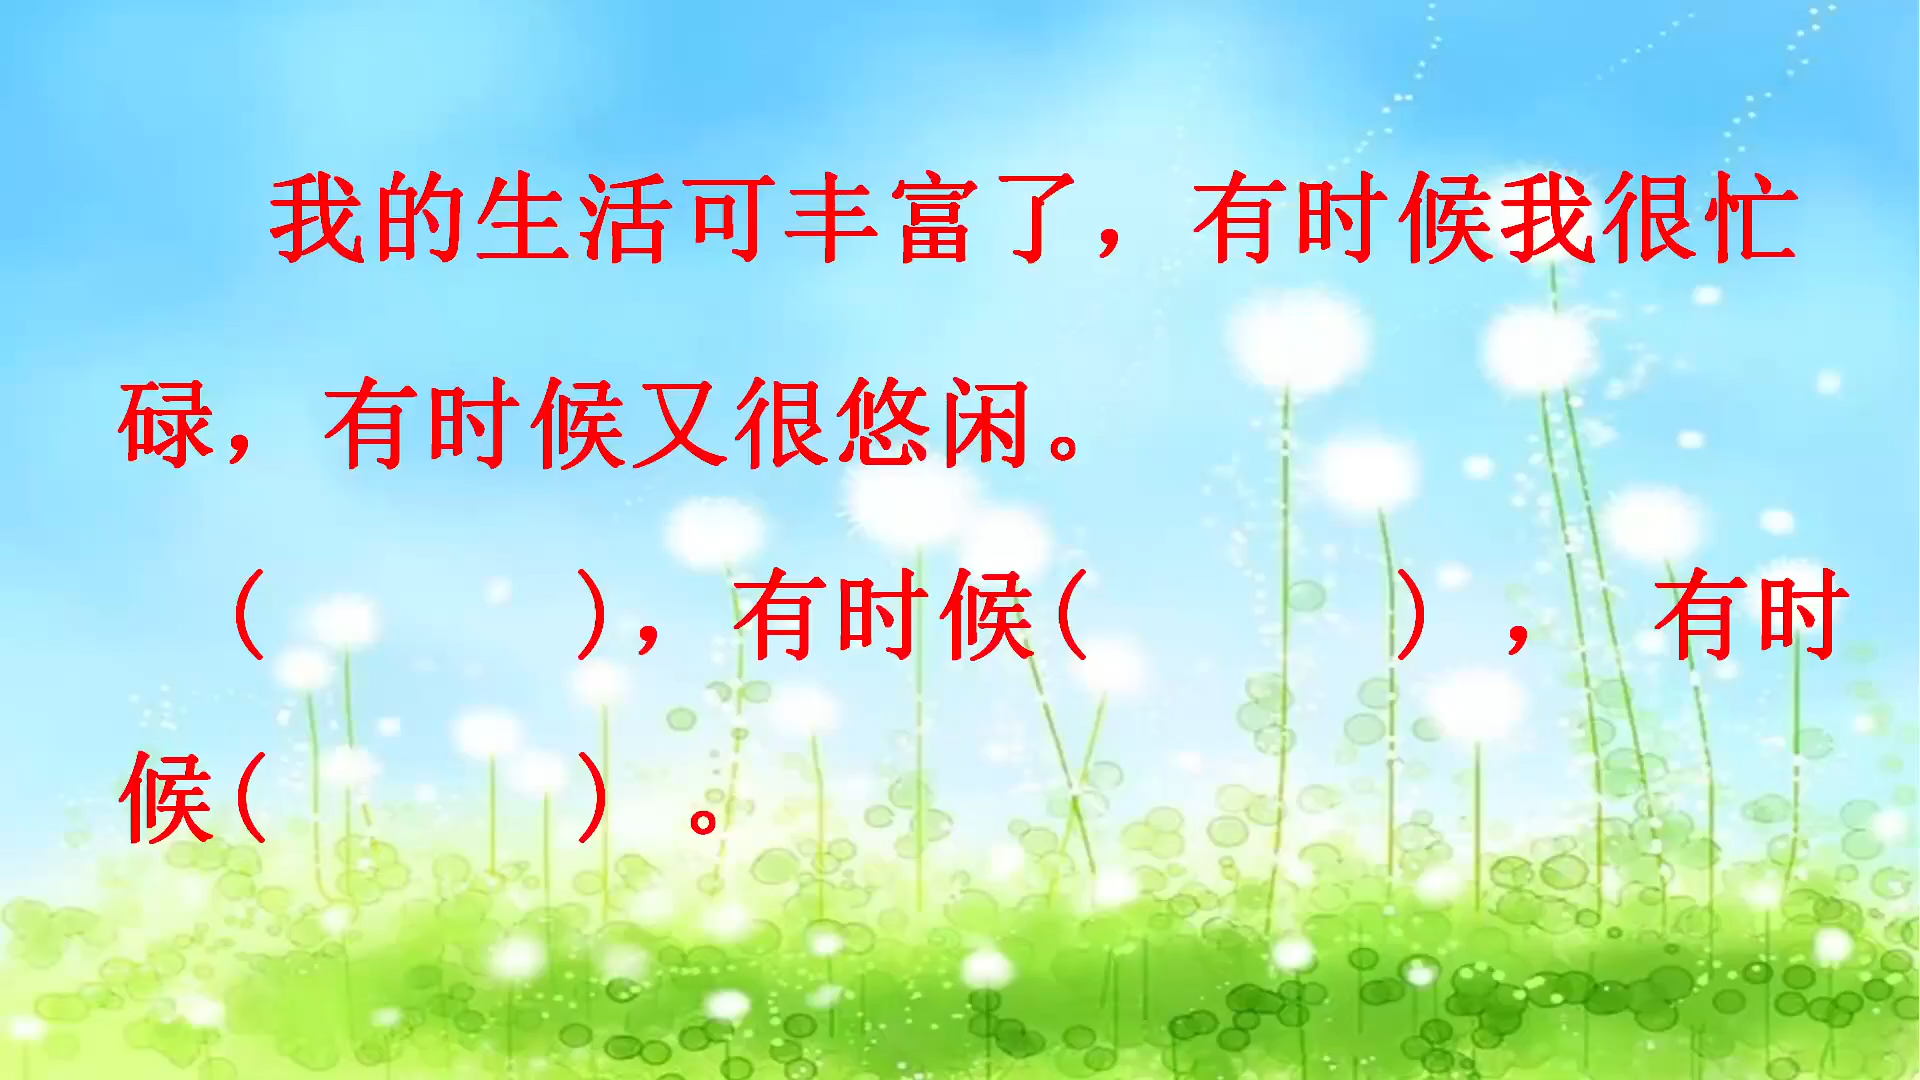 我的生活可丰富了，有时候我很忙
碌，有时候又很悠闲。
(          )，有时候(          )，有时
候(          )。